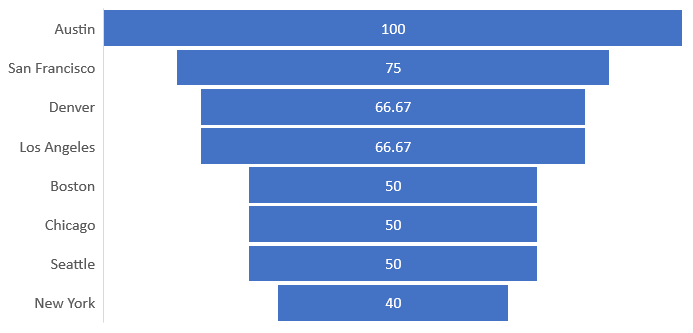 Austin 100
San Francisco 75
Denver 66.67
Los Angeles 66.67
Boston 50
Chicago 50
Seattle 50
New York 40